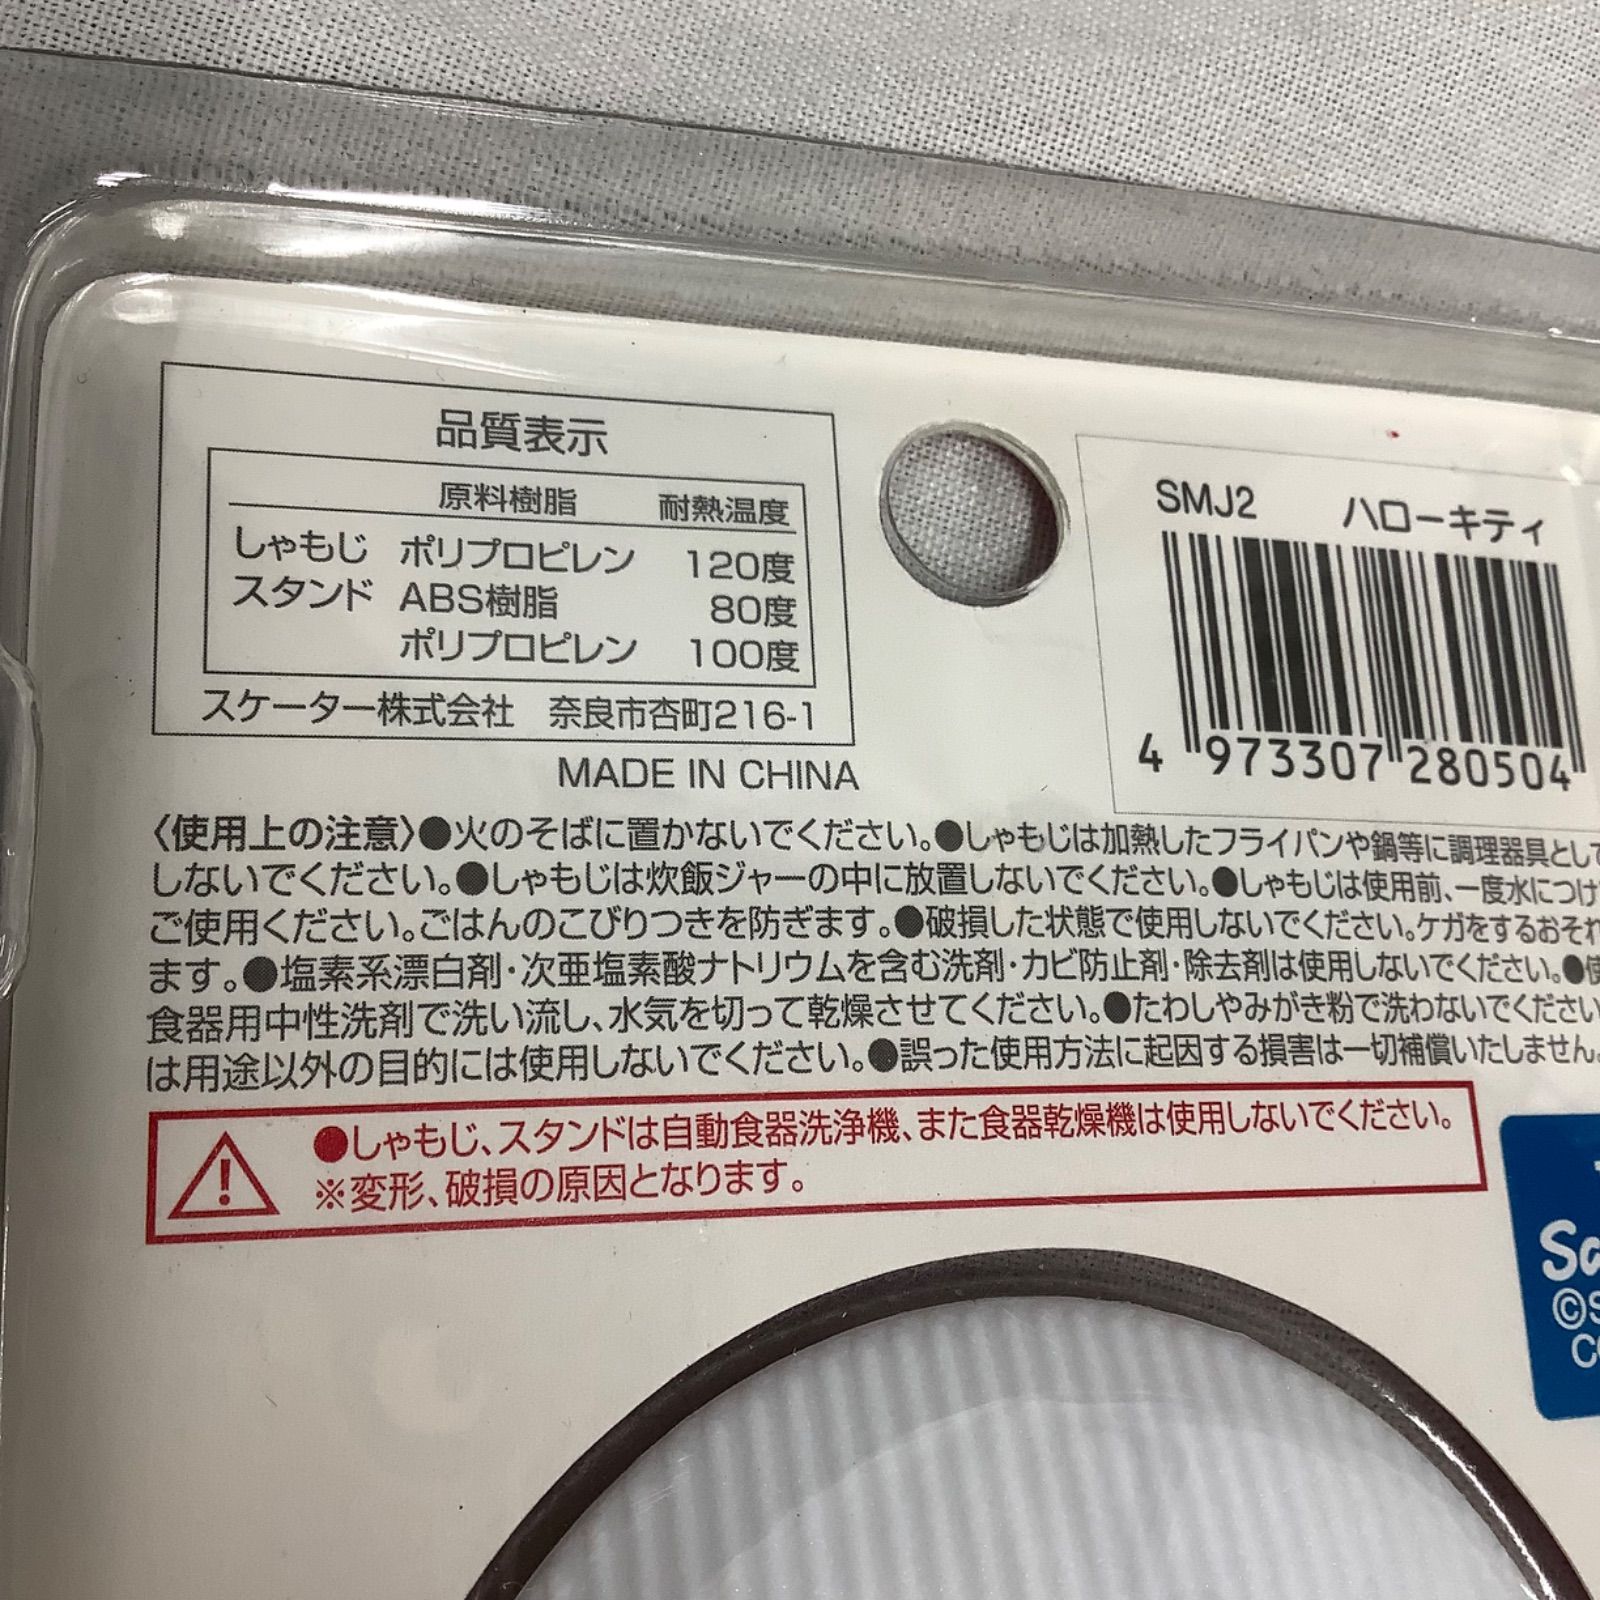 品質表示
原料樹脂 耐熱温度
しゃもじ ポリプロピレン 120度
スタンド ABS樹脂 80度
ポリプロピレン 100度
スケーター株式会社 奈良市杏町216-1
MADE IN CHINA
SMJ2 ハローキティ
4 973307 280504
〈使用上の注意〉●火のそばに置かないでください。●しゃもじは加熱したフライパンや鍋等に調理器具として
しないでください。●しゃもじは炊飯ジャーの中に放置しないでください。●しゃもじは使用前、一度水につけ
ご使用ください。ごはんのこびりつきを防ぎます。●破損した状態で使用しないでください。ケガをするおそれ
ます。●塩素系漂白剤・次亜塩素酸ナトリウムを含む洗剤・カビ防止剤・除去剤は使用しないでください。●使
食器用中性洗剤で洗い流し、水気を切って乾燥させてください。●たわしやみがき粉で洗わないでください
は用途以外の目的には使用しないでください。●誤った使用方法に起因する損害は一切補償いたしません。
●しゃもじ、スタンドは自動食器洗浄機、また食器乾燥機は使用しないでください。
※変形、破損の原因となります。
Sa
©S
CO